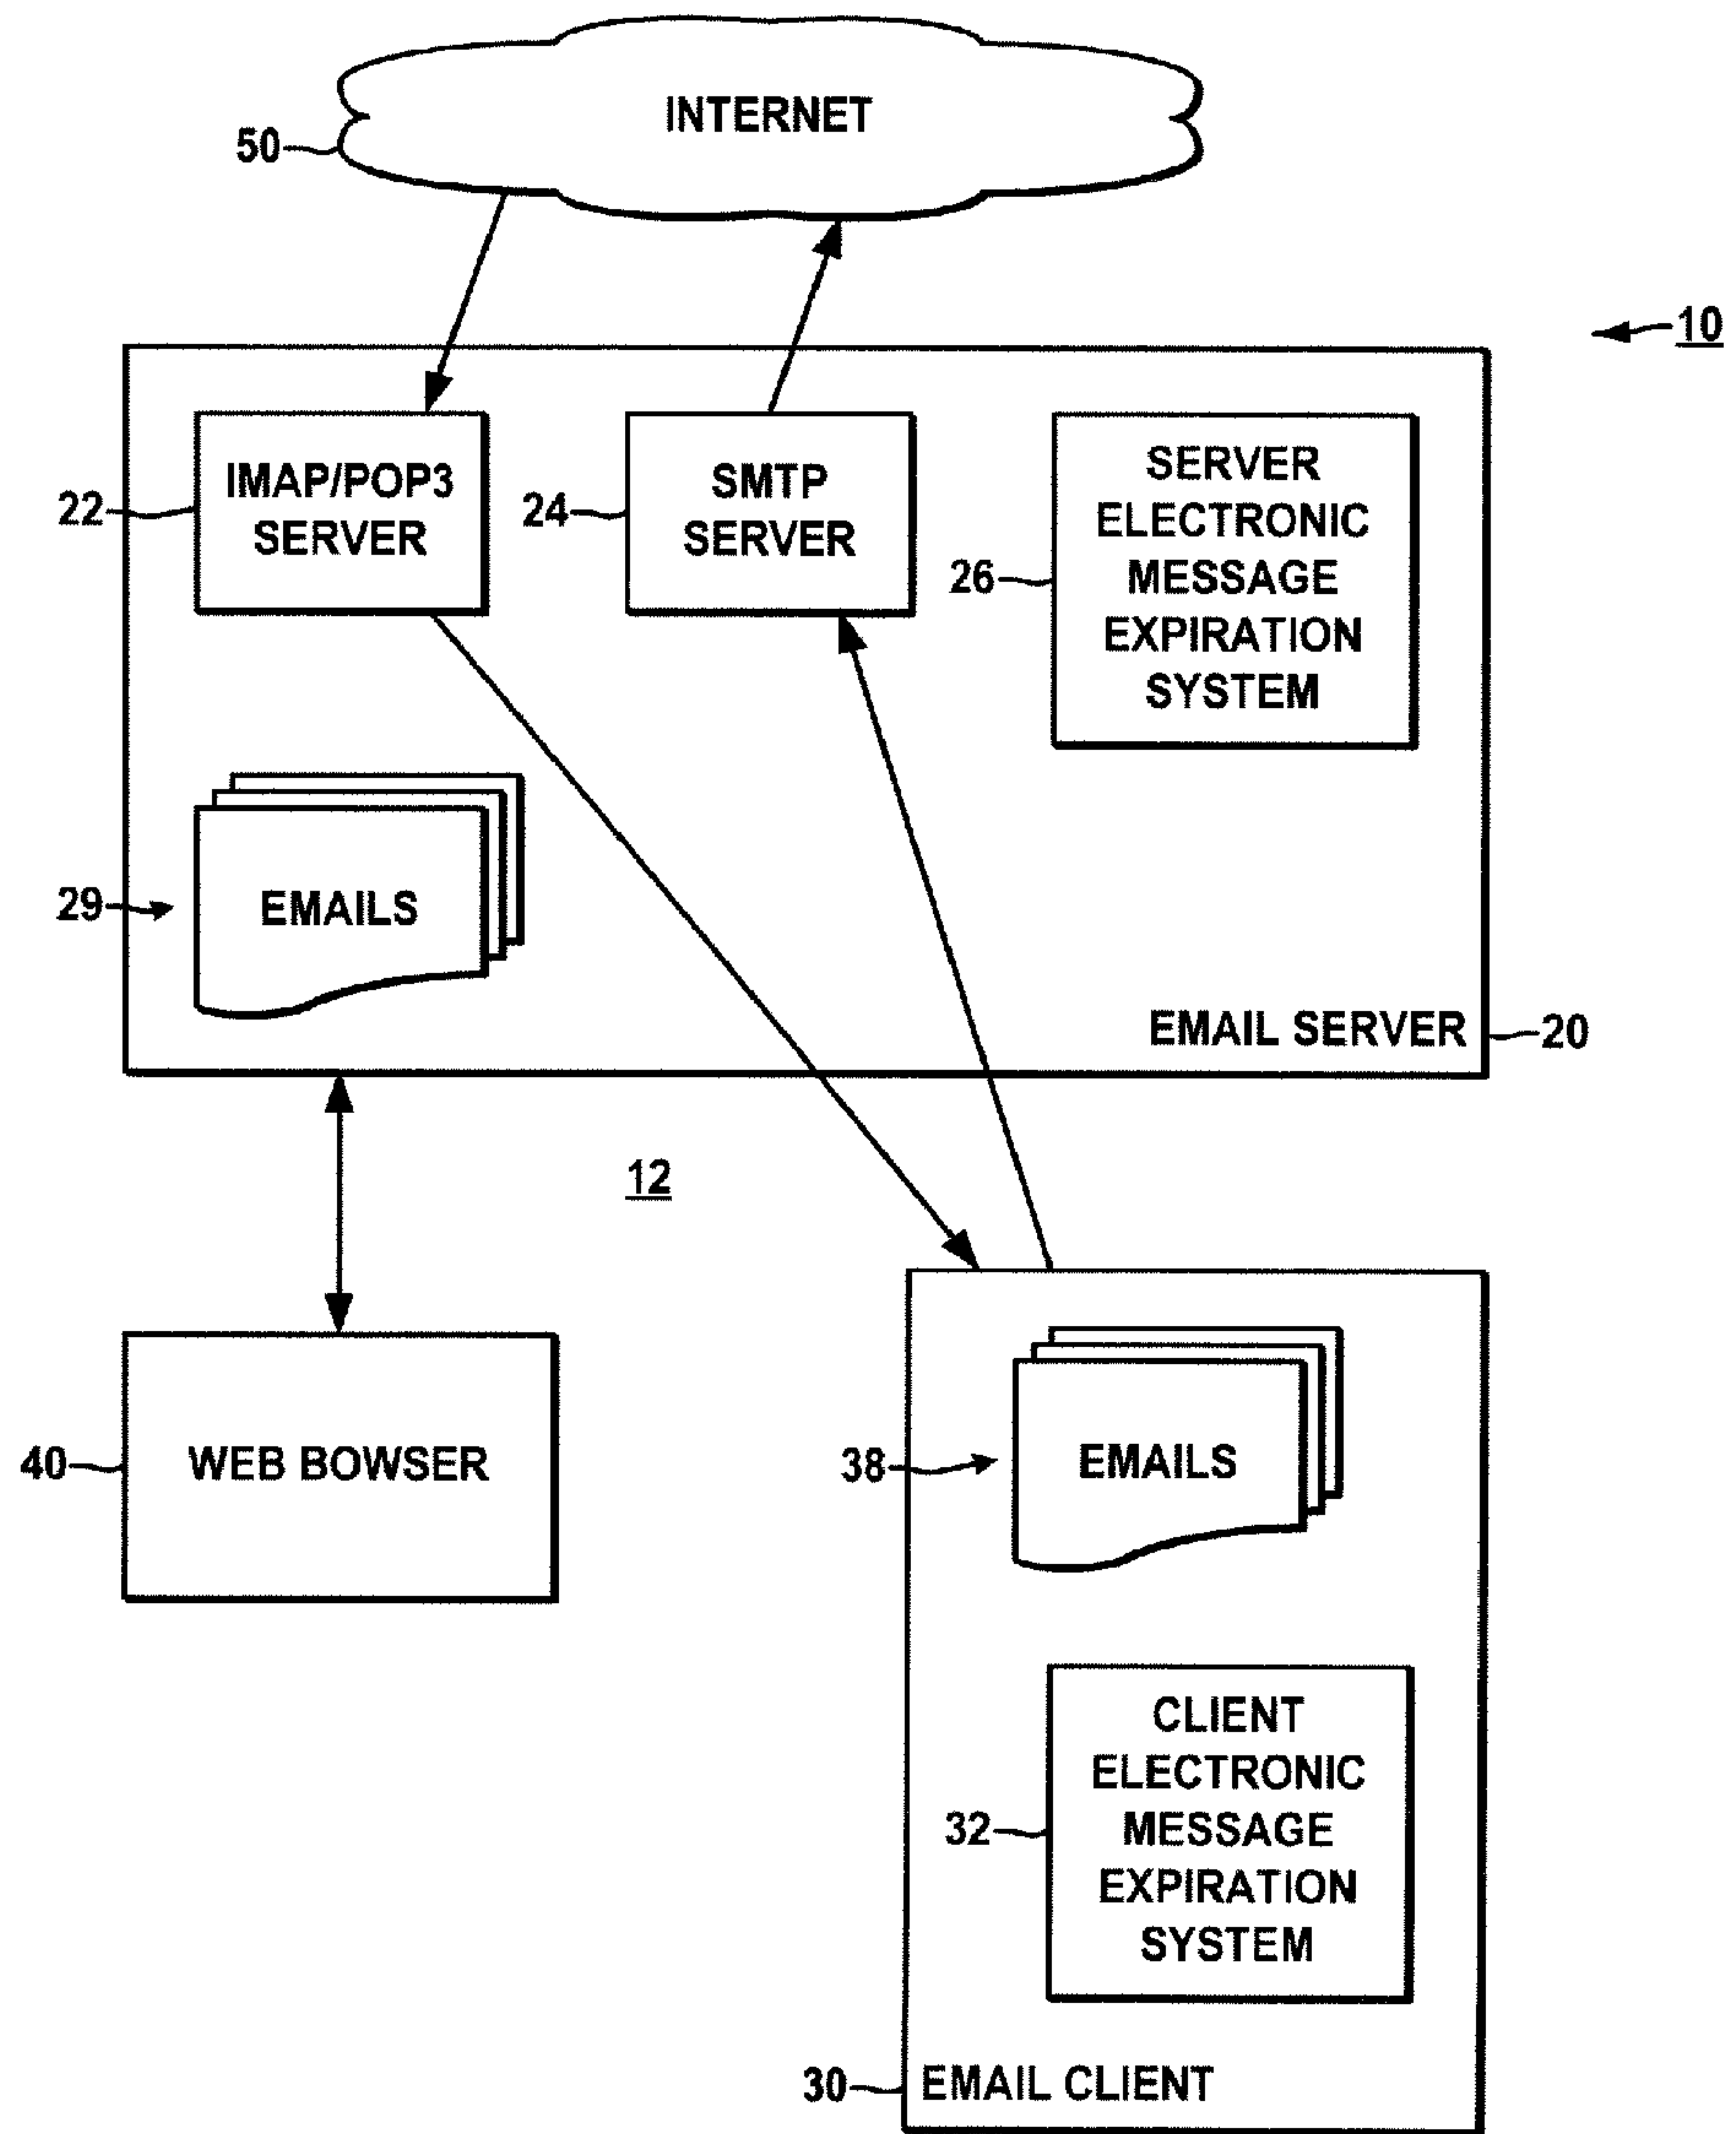 INTERNET
50
10
IMAP/POP3
SERVER
22
SMTP
SERVER
24
SERVER
ELECTRONIC
MESSAGE
EXPIRATION
SYSTEM
26
29
EMAILS
EMAIL SERVER
20
12
40
WEB BOWSER
38
EMAILS
CLIENT
ELECTRONIC
MESSAGE
EXPIRATION
SYSTEM
32
30
EMAIL CLIENT